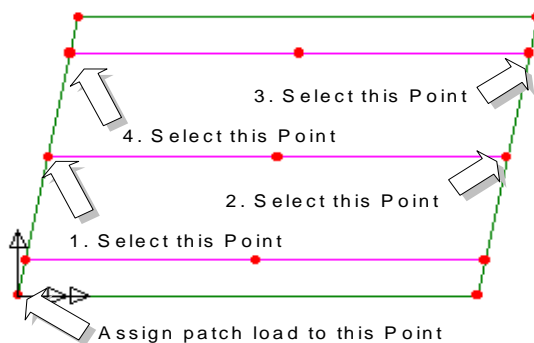 3. Select this Point
4. Select this Point
2. Select this Point
1. Select this Point
Assign patch load to this Point